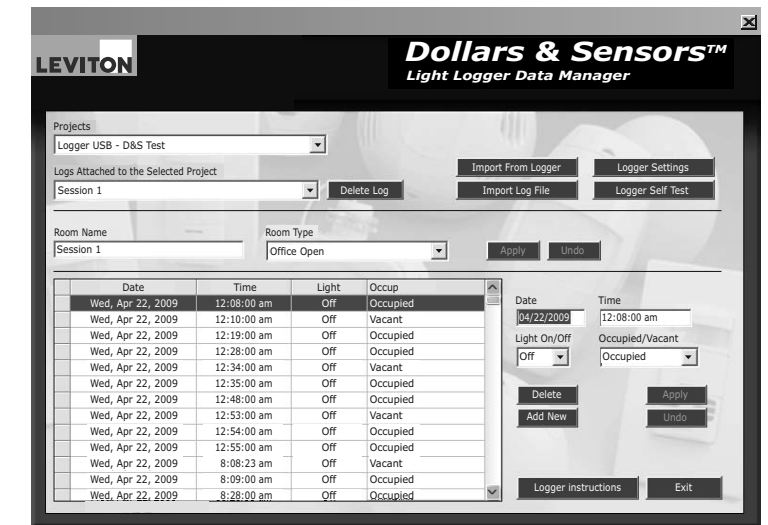 LEVITON
Dollars & Sensors™
Light Logger Data Manager
Projects
Logger USB - D&S Test
Logs Attached to the Selected Project
Session 1
Delete Log
Import From Logger
Logger Settings
Import Log File
Logger Self Test
Room Name
Room Type
Session 1
Office Open
Apply
Undo
Date Time Light Occup
Wed, Apr 22, 2009 12:08:00 am Off Occupied
Wed, Apr 22, 2009 12:10:00 am Off Vacant
Wed, Apr 22, 2009 12:19:00 am Off Occupied
Wed, Apr 22, 2009 12:28:00 am Off Occupied
Wed, Apr 22, 2009 12:34:00 am Off Vacant
Wed, Apr 22, 2009 12:35:00 am Off Occupied
Wed, Apr 22, 2009 12:48:00 am Off Occupied
Wed, Apr 22, 2009 12:53:00 am Off Vacant
Wed, Apr 22, 2009 12:54:00 am Off Occupied
Wed, Apr 22, 2009 12:55:00 am Off Occupied
Wed, Apr 22, 2009 8:08:23 am Off Vacant
Wed, Apr 22, 2009 8:09:00 am Off Occupied
Wed, Apr 22, 2009 8:28:00 am Off Occupied
Date Time
04/22/2009 12:08:00 am
Light On/Off Occupied/Vacant
Off Occupied
Delete
Apply
Add New
Undo
Logger instructions
Exit